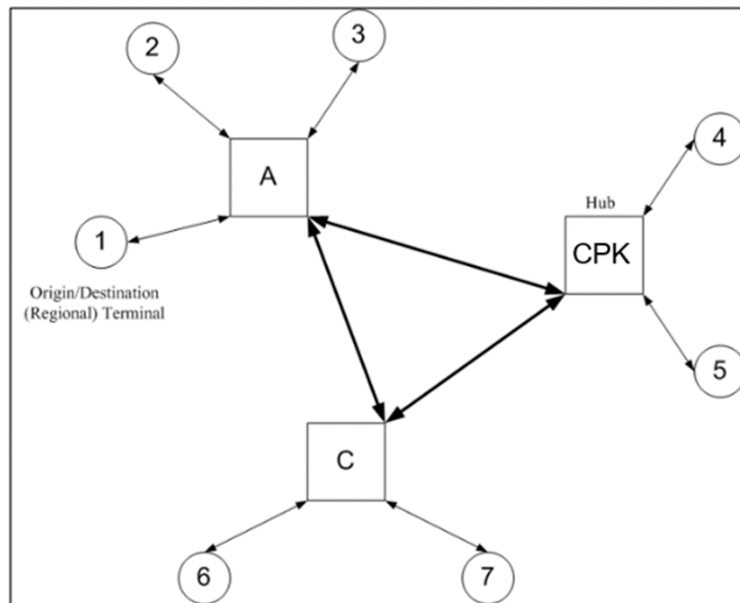 2
3
A
4
1
Hub
CPK
Origin/Destination
(Regional) Terminal
5
C
6
7